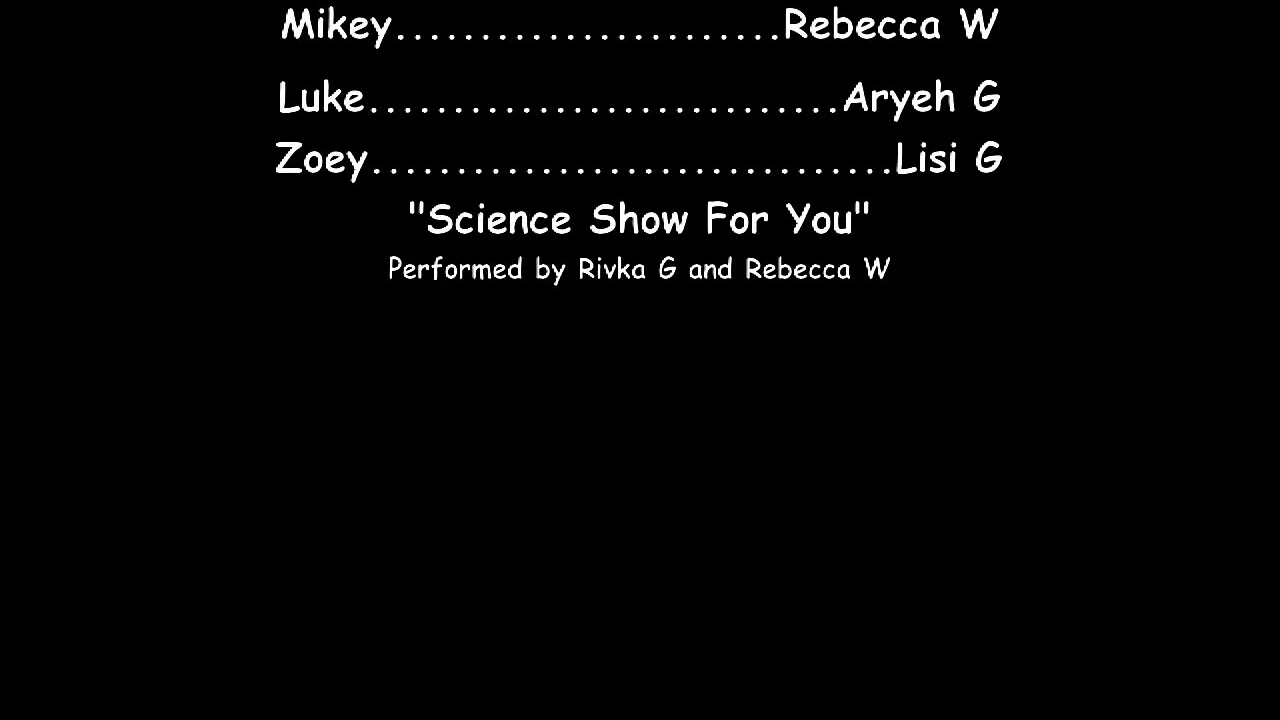 Mikey.......................Rebecca W
Luke............................Aryeh G
Zoey...............................Lisi G
"Science Show For You"
Performed by Rivka G and Rebecca W